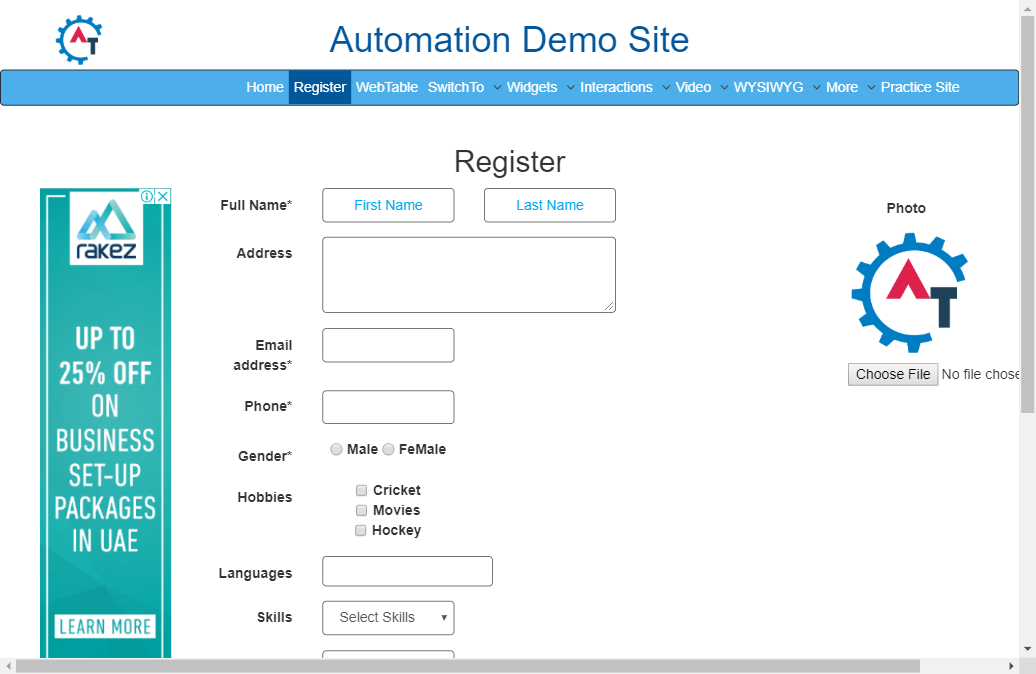 Automation Demo Site
Home Register WebTable SwitchTo Widgets Interactions Video WYSIWYG More Practice Site
Register
rakez
UP TO
25% OFF
ON
BUSINESS
SET-UP
PACKAGES
IN UAE
LEARN MORE
Full Name* First Name Last Name
Address
Email
address*
Phone*
Gender* Male FeMale
Hobbies Cricket
Movies
Hockey
Languages
Skills Select Skills
Photo
AT
Choose File No file chose